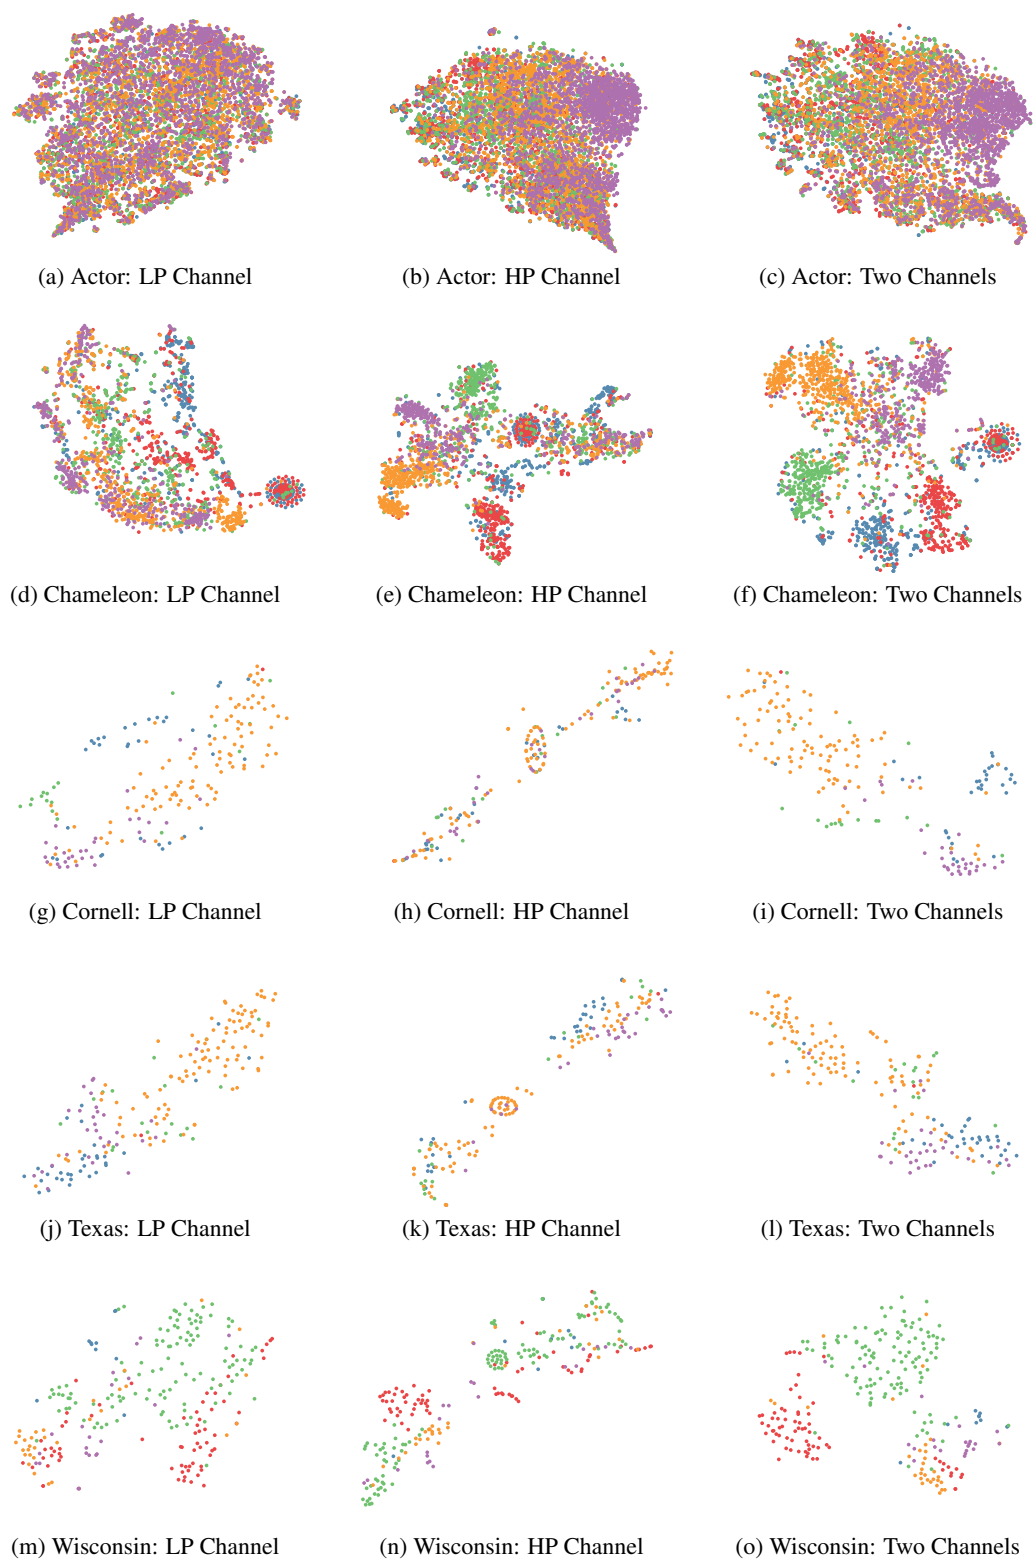 (a) Actor: LP Channel
(b) Actor: HP Channel
(c) Actor: Two Channels
(d) Chameleon: LP Channel
(e) Chameleon: HP Channel
(f) Chameleon: Two Channels
(g) Cornell: LP Channel
(h) Cornell: HP Channel
(i) Cornell: Two Channels
(j) Texas: LP Channel
(k) Texas: HP Channel
(l) Texas: Two Channels
(m) Wisconsin: LP Channel
(n) Wisconsin: HP Channel
(o) Wisconsin: Two Channels